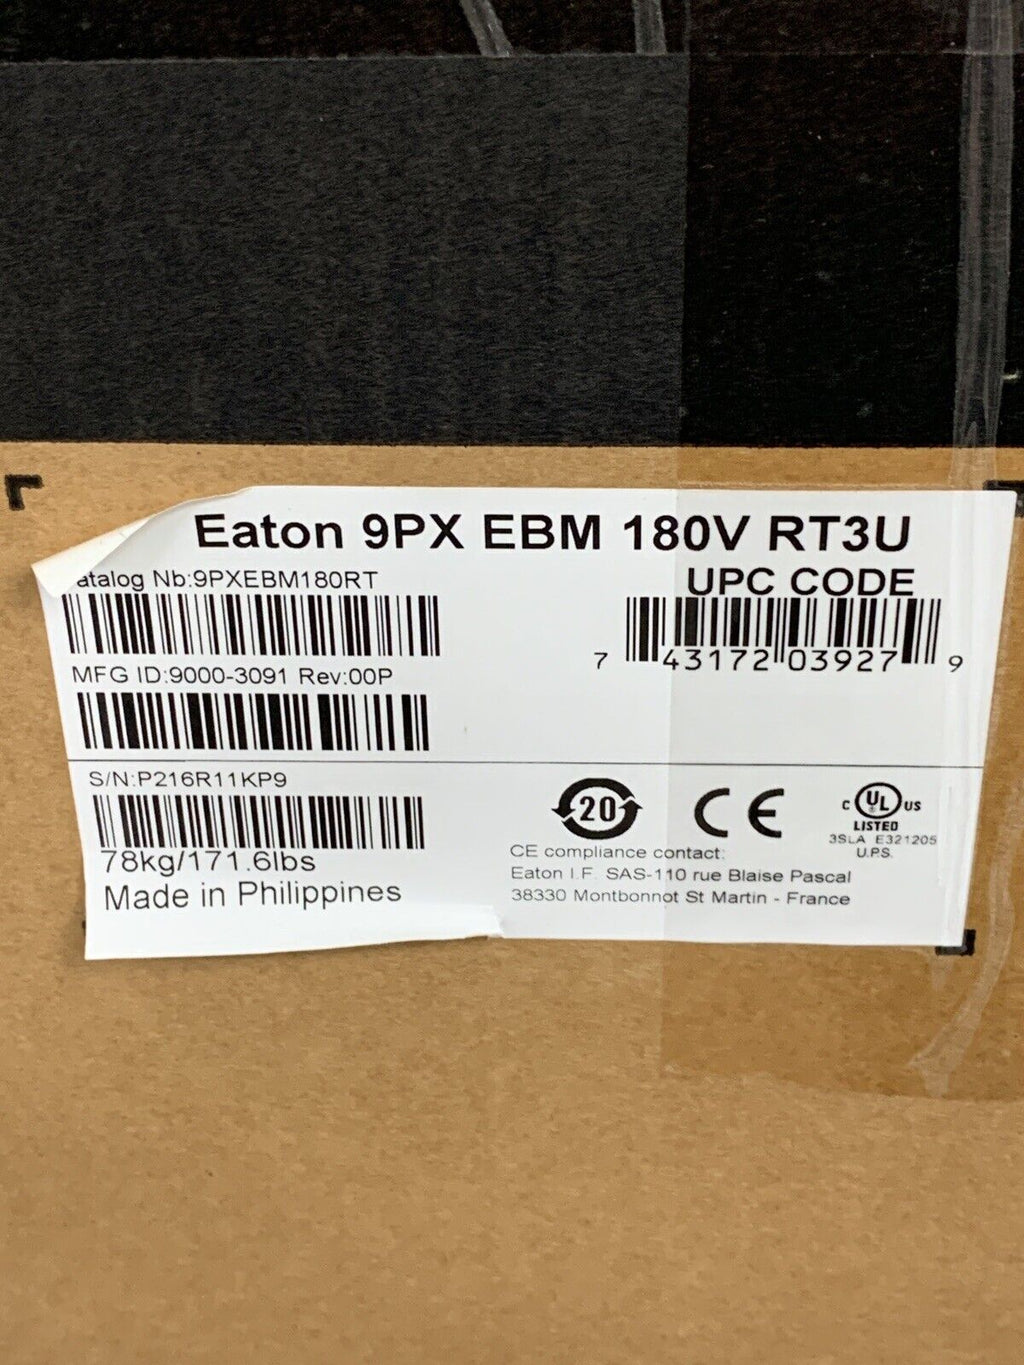 Eaton 9PX EBM 180V RT3U
atalog Nb:9PXEBM180RT
UPC CODE
7 43172 03927 9
MFG ID:9000-3091 Rev:00P
S/N:P216R11KP9
78kg/171.6lbs
Made in Philippines
20
CE
CE compliance contact:
Eaton I.F. SAS-110 rue Blaise Pascal
38330 Montbonnot St Martin - France
C UL US
LISTED
3SLA E321205
U.P.S.